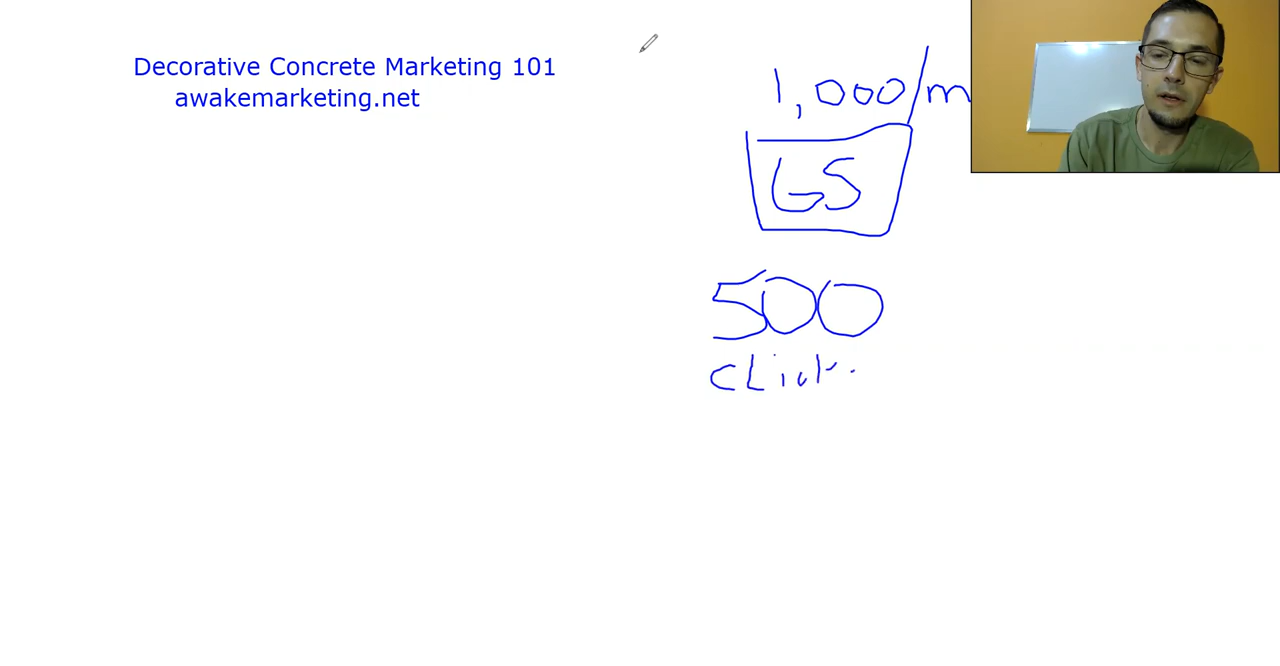 Decorative Concrete Marketing 101
awakemarketing.net
1,000/m
GS
500